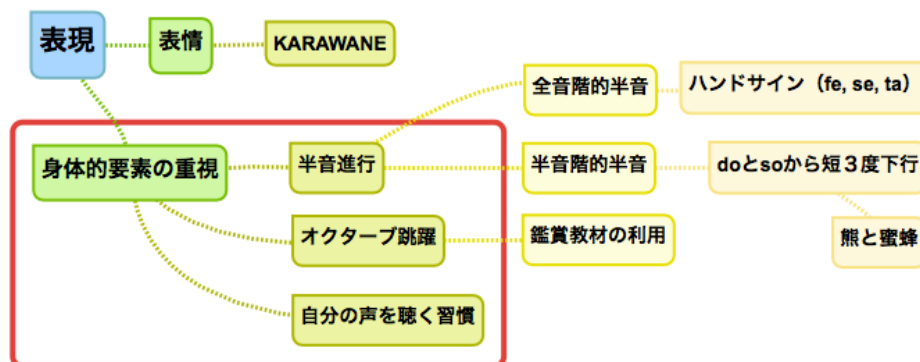 表現
表情
KARAWANE
全音階的半音
ハンドサイン（fe, se, ta）
身体的要素の重視
半音進行
半音階的半音
doとsoから短３度下行
オクターブ跳躍
鑑賞教材の利用
熊と蜜蜂
自分の声を聴く習慣